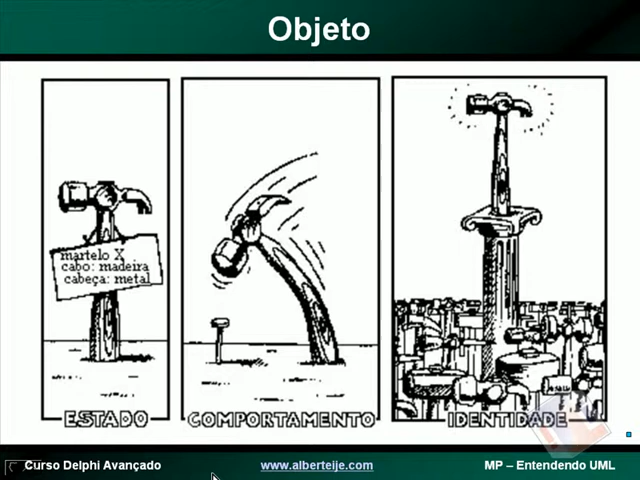 Objeto
martelo X
cabo: madeira
cabeça: metal
ESTADO
COMPORTAMENTO
IDENTIDADE
Curso Delphi Avançado
www.alberteije.com
MP – Entendendo UML